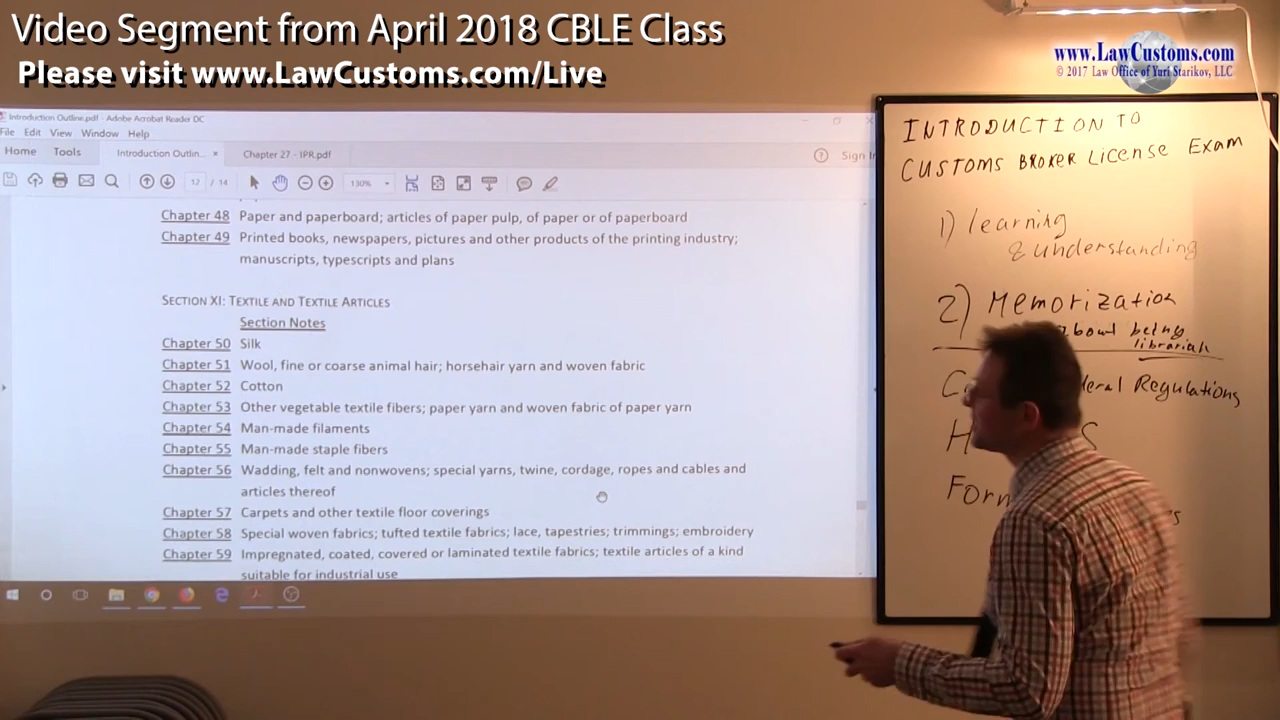 Video Segment from April 2018 CBLE Class
Please visit www.LawCustoms.com/Live
www.LawCustoms.com
© 2017 Law Office of Yuri Starikov, LLC
Introduction Outline.pdf - Adobe Acrobat Reader DC
File Edit View Window Help
Home Tools Introduction Outlin... × Chapter 27 - IPR.pdf Sign In
12 / 14 130%
Chapter 48 Paper and paperboard; articles of paper pulp, of paper or of paperboard
Chapter 49 Printed books, newspapers, pictures and other products of the printing industry;
manuscripts, typescripts and plans
SECTION XI: TEXTILE AND TEXTILE ARTICLES
Section Notes
Chapter 50 Silk
Chapter 51 Wool, fine or coarse animal hair; horsehair yarn and woven fabric
Chapter 52 Cotton
Chapter 53 Other vegetable textile fibers; paper yarn and woven fabric of paper yarn
Chapter 54 Man-made filaments
Chapter 55 Man-made staple fibers
Chapter 56 Wadding, felt and nonwovens; special yarns, twine, cordage, ropes and cables and
articles thereof
Chapter 57 Carpets and other textile floor coverings
Chapter 58 Special woven fabrics; tufted textile fabrics; lace, tapestries; trimmings; embroidery
Chapter 59 Impregnated, coated, covered or laminated textile fabrics; textile articles of a kind
suitable for industrial use
INTRODUCTION TO
CUSTOMS BROKER LICENSE EXAM
1) learning
& understanding
2) Memorization
about being
librarian
Regulations